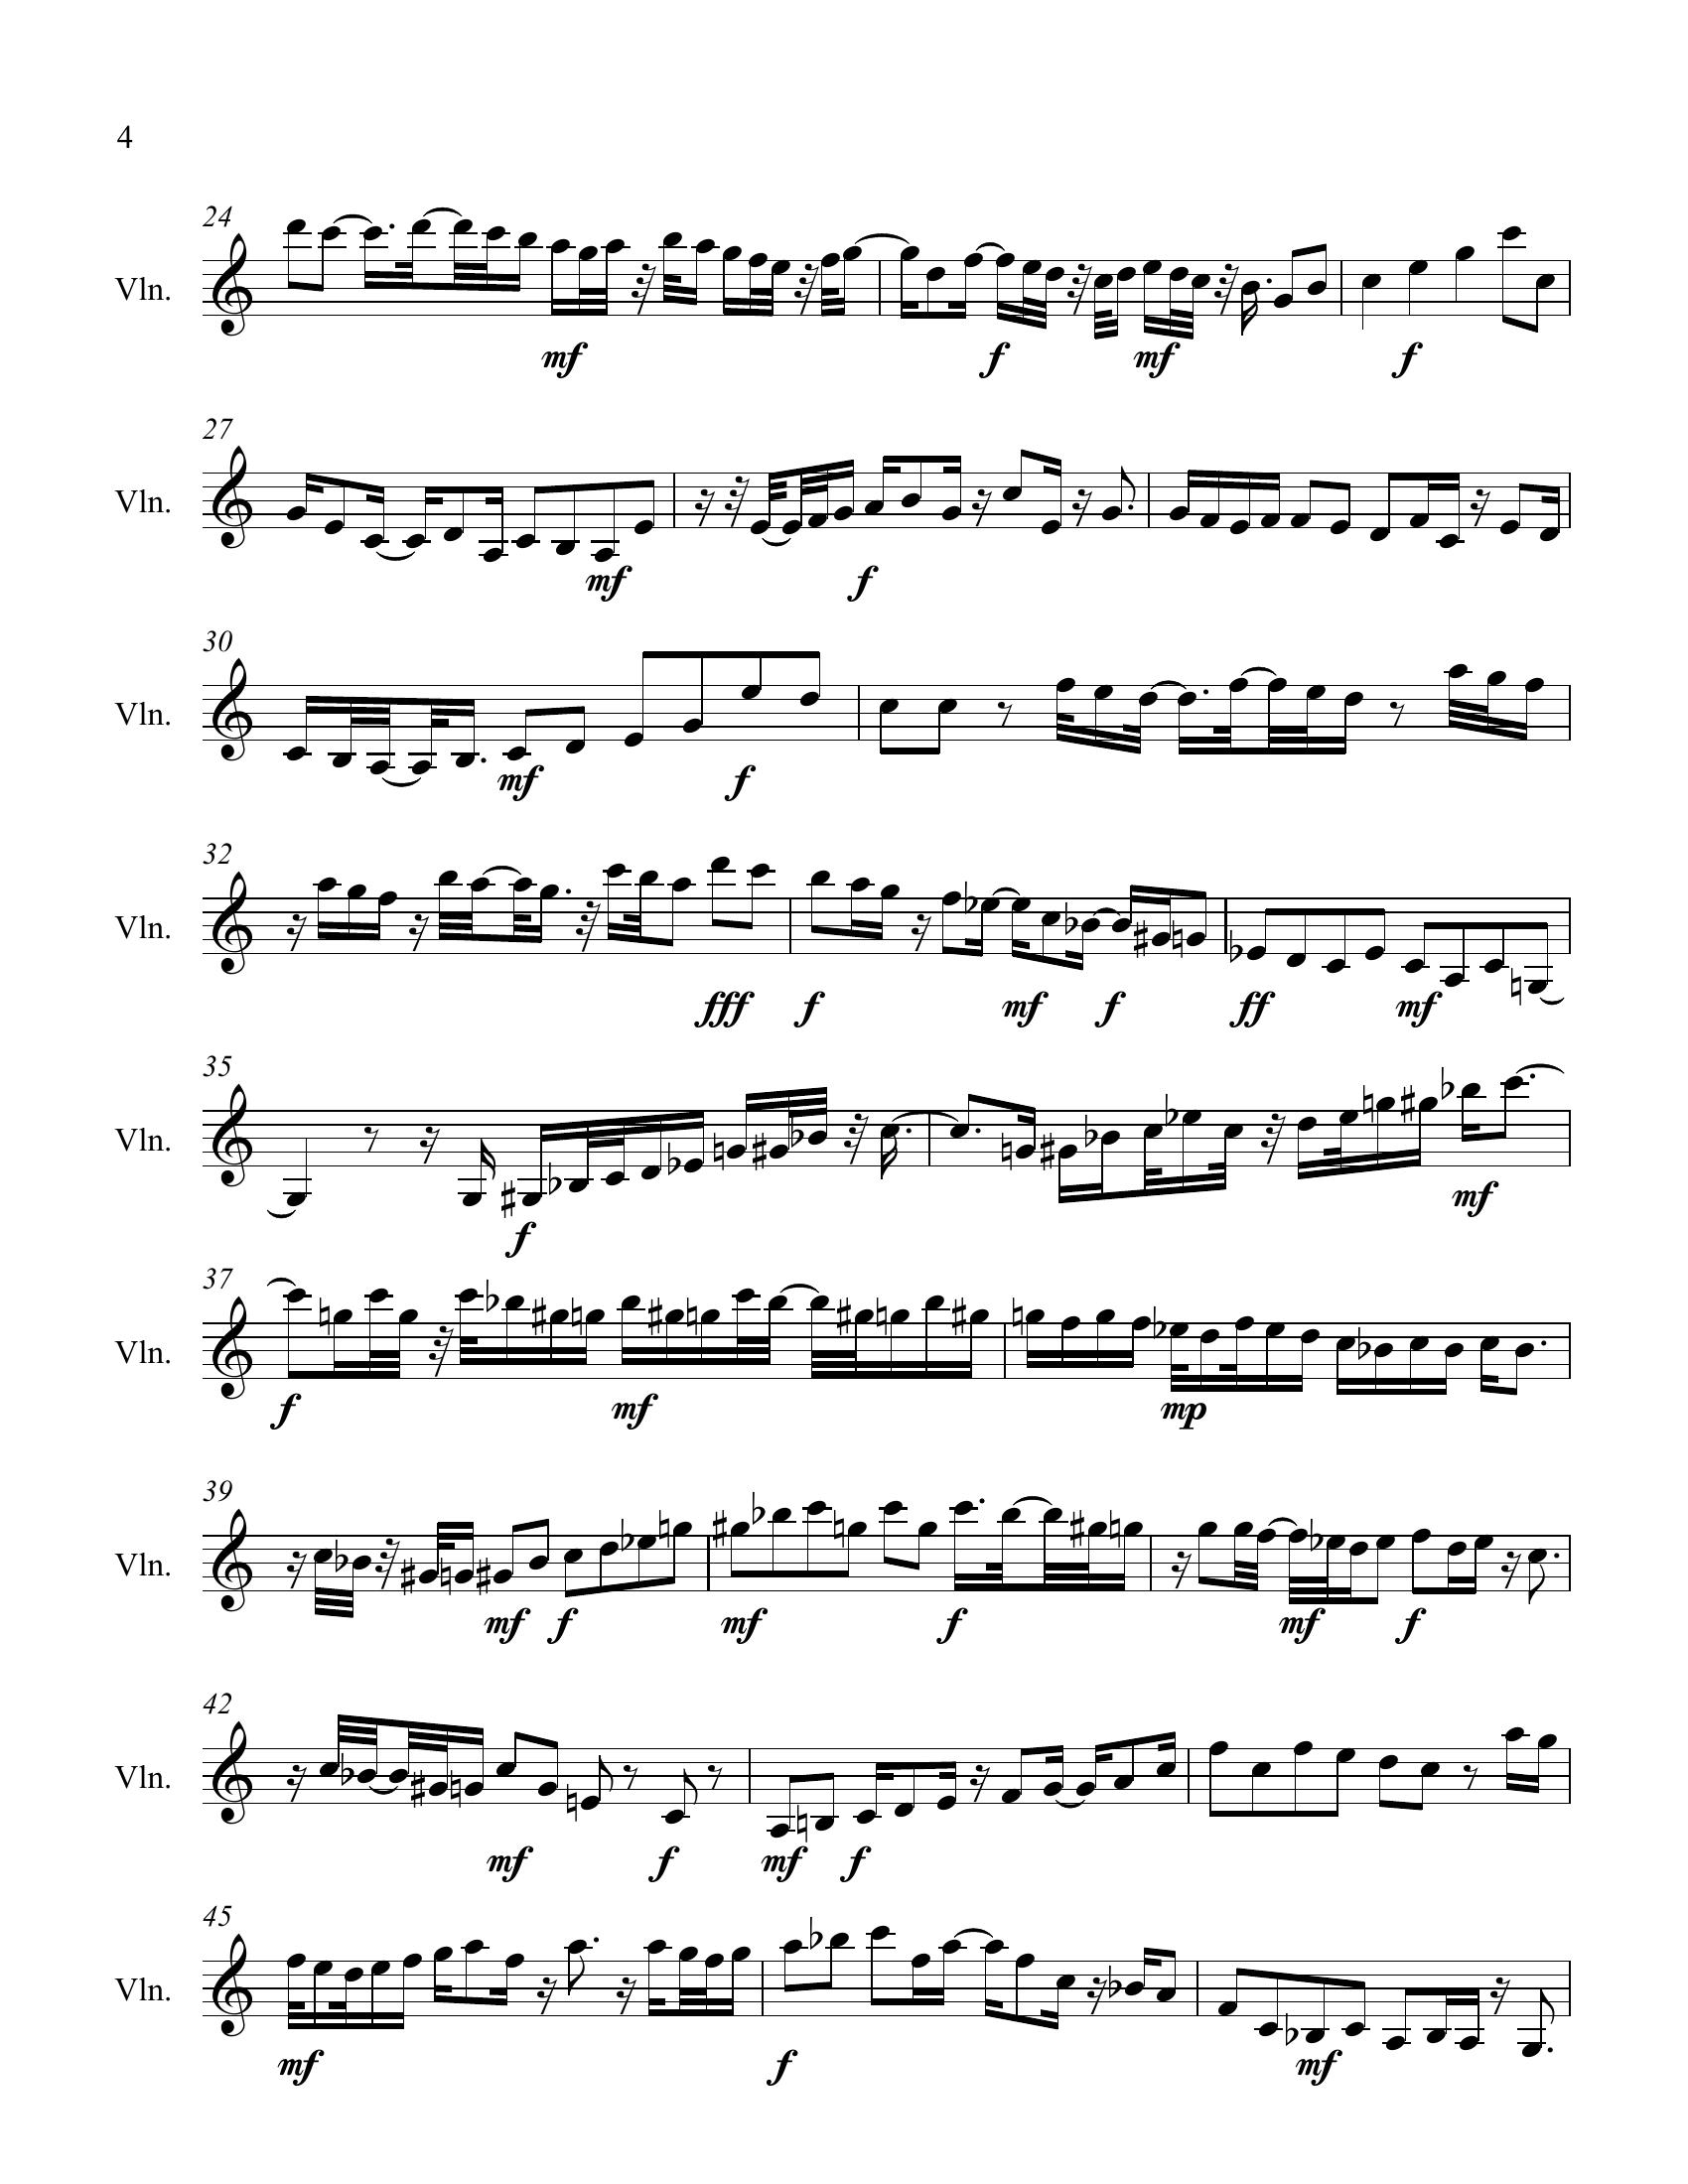 4
24
Vln.
mf f mf f
27
Vln.
mf f
30
Vln.
mf f
32
Vln.
fff f mf f ff mf
35
Vln.
f mf
37
Vln.
f mf mp
39
Vln.
mf f mf f mf f
42
Vln.
mf f mf f
45
Vln.
mf f mf